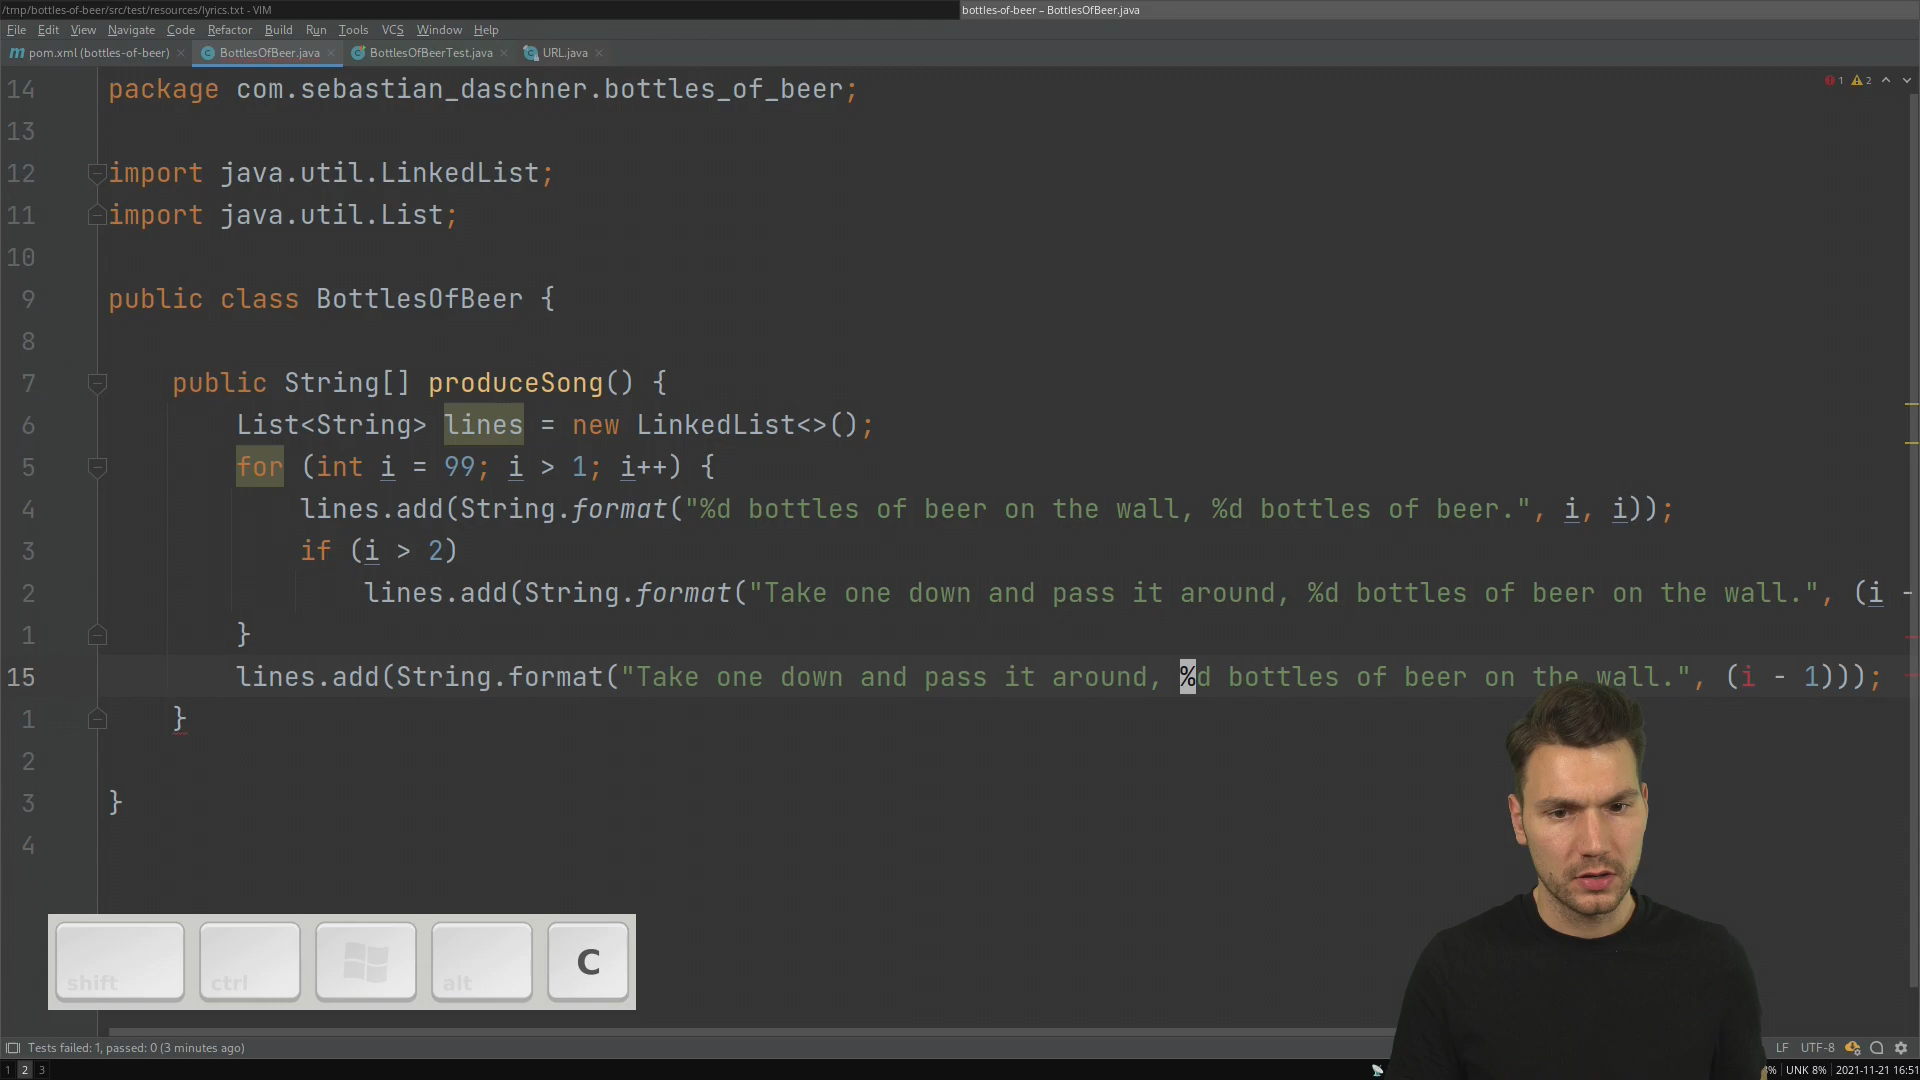 /tmp/bottles-of-beer/src/test/resources/lyrics.txt - VIM
bottles-of-beer – BottlesOfBeer.java
File Edit View Navigate Code Refactor Build Run Tools VCS Window Help
m pom.xml (bottles-of-beer) BottlesOfBeer.java BottlesOfBeerTest.java URL.java
1 2
14 package com.sebastian_daschner.bottles_of_beer;
13
12 import java.util.LinkedList;
11 import java.util.List;
10
9 public class BottlesOfBeer {
8
7 public String[] produceSong() {
6 List<String> lines = new LinkedList<>();
5 for (int i = 99; i > 1; i++) {
4 lines.add(String.format("%d bottles of beer on the wall, %d bottles of beer.", i, i));
3 if (i > 2)
2 lines.add(String.format("Take one down and pass it around, %d bottles of beer on the wall.", (i -
1 }
15 lines.add(String.format("Take one down and pass it around, %d bottles of beer on the wall.", (i - 1)));
1 }
2
3 }
4
shift ctrl alt C
Tests failed: 1, passed: 0 (3 minutes ago)
LF UTF-8
1 2 3
% | UNK 8% | 2021-11-21 16:51